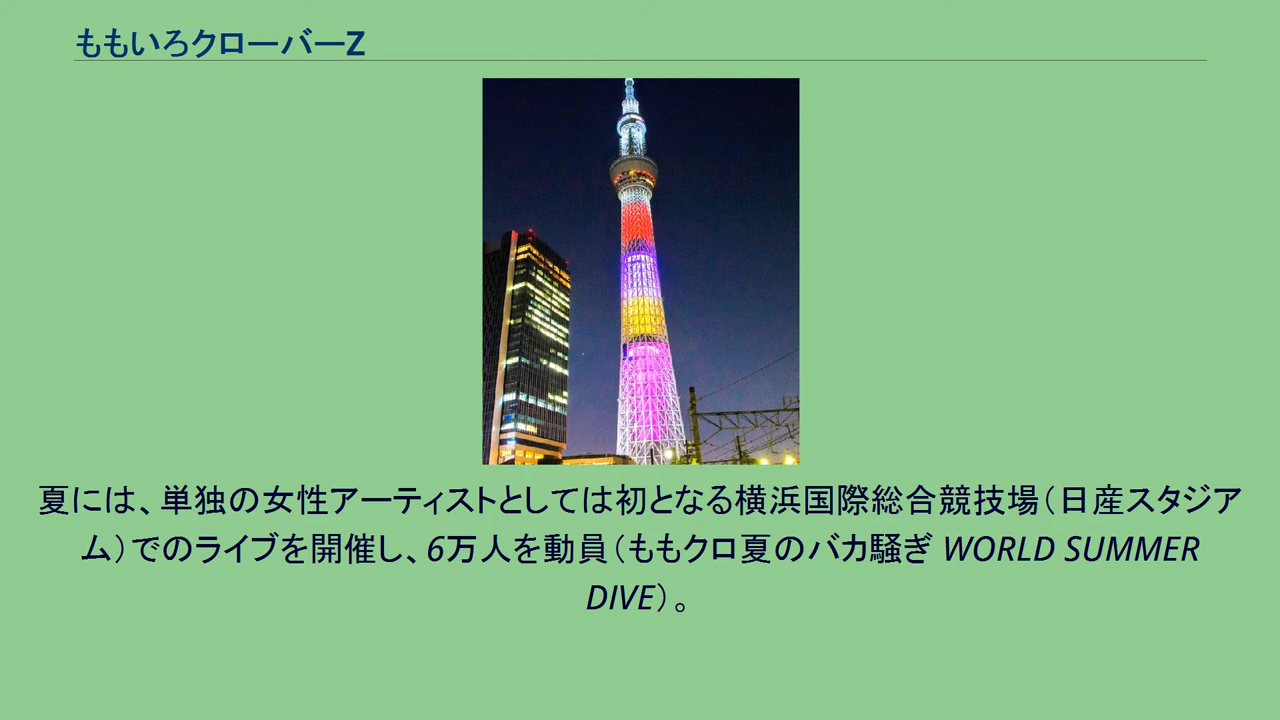 ももいろクローバーZ
夏には、単独の女性アーティストとしては初となる横浜国際総合競技場（日産スタジア
ム）でのライブを開催し、6万人を動員（ももクロ夏のバカ騒ぎ WORLD SUMMER
DIVE）。